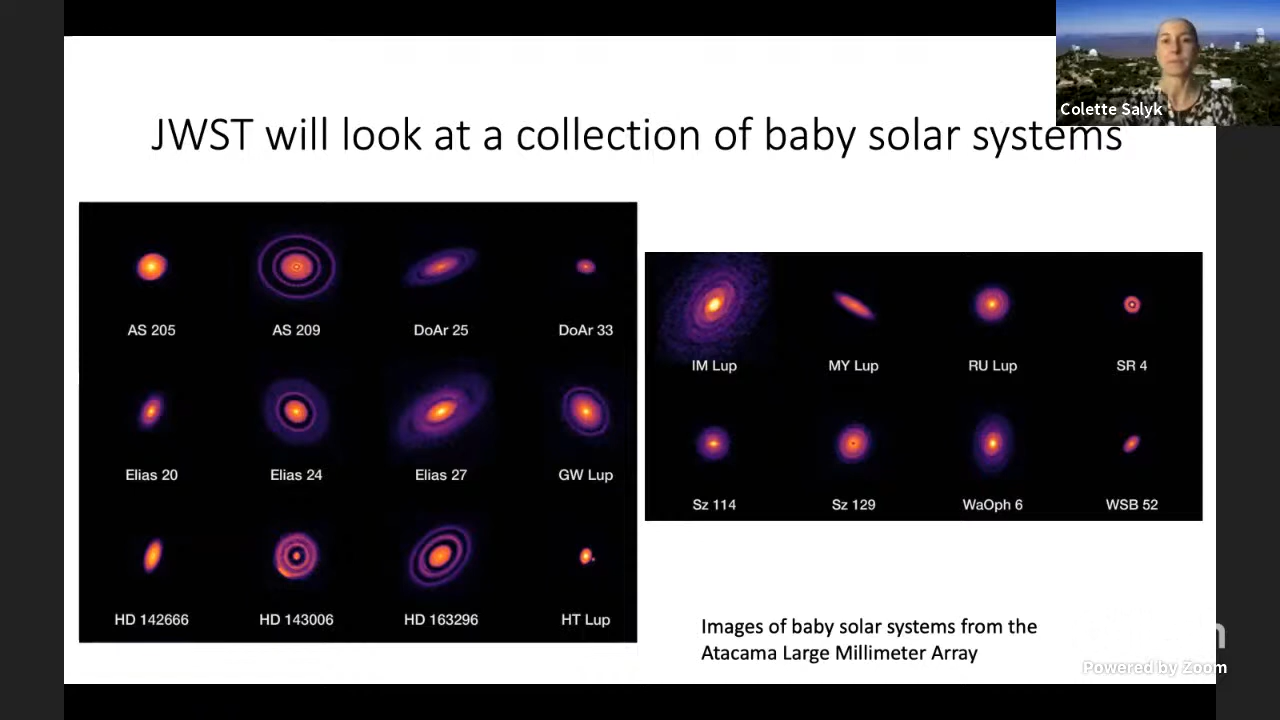 JWST will look at a collection of baby solar systems
Colette Salyk
AS 205 AS 209 DoAr 25 DoAr 33
Elias 20 Elias 24 Elias 27 GW Lup
HD 142666 HD 143006 HD 163296 HT Lup
IM Lup MY Lup RU Lup SR 4
Sz 114 Sz 129 WaOph 6 WSB 52
Images of baby solar systems from the
Atacama Large Millimeter Array
Powered by Zoom